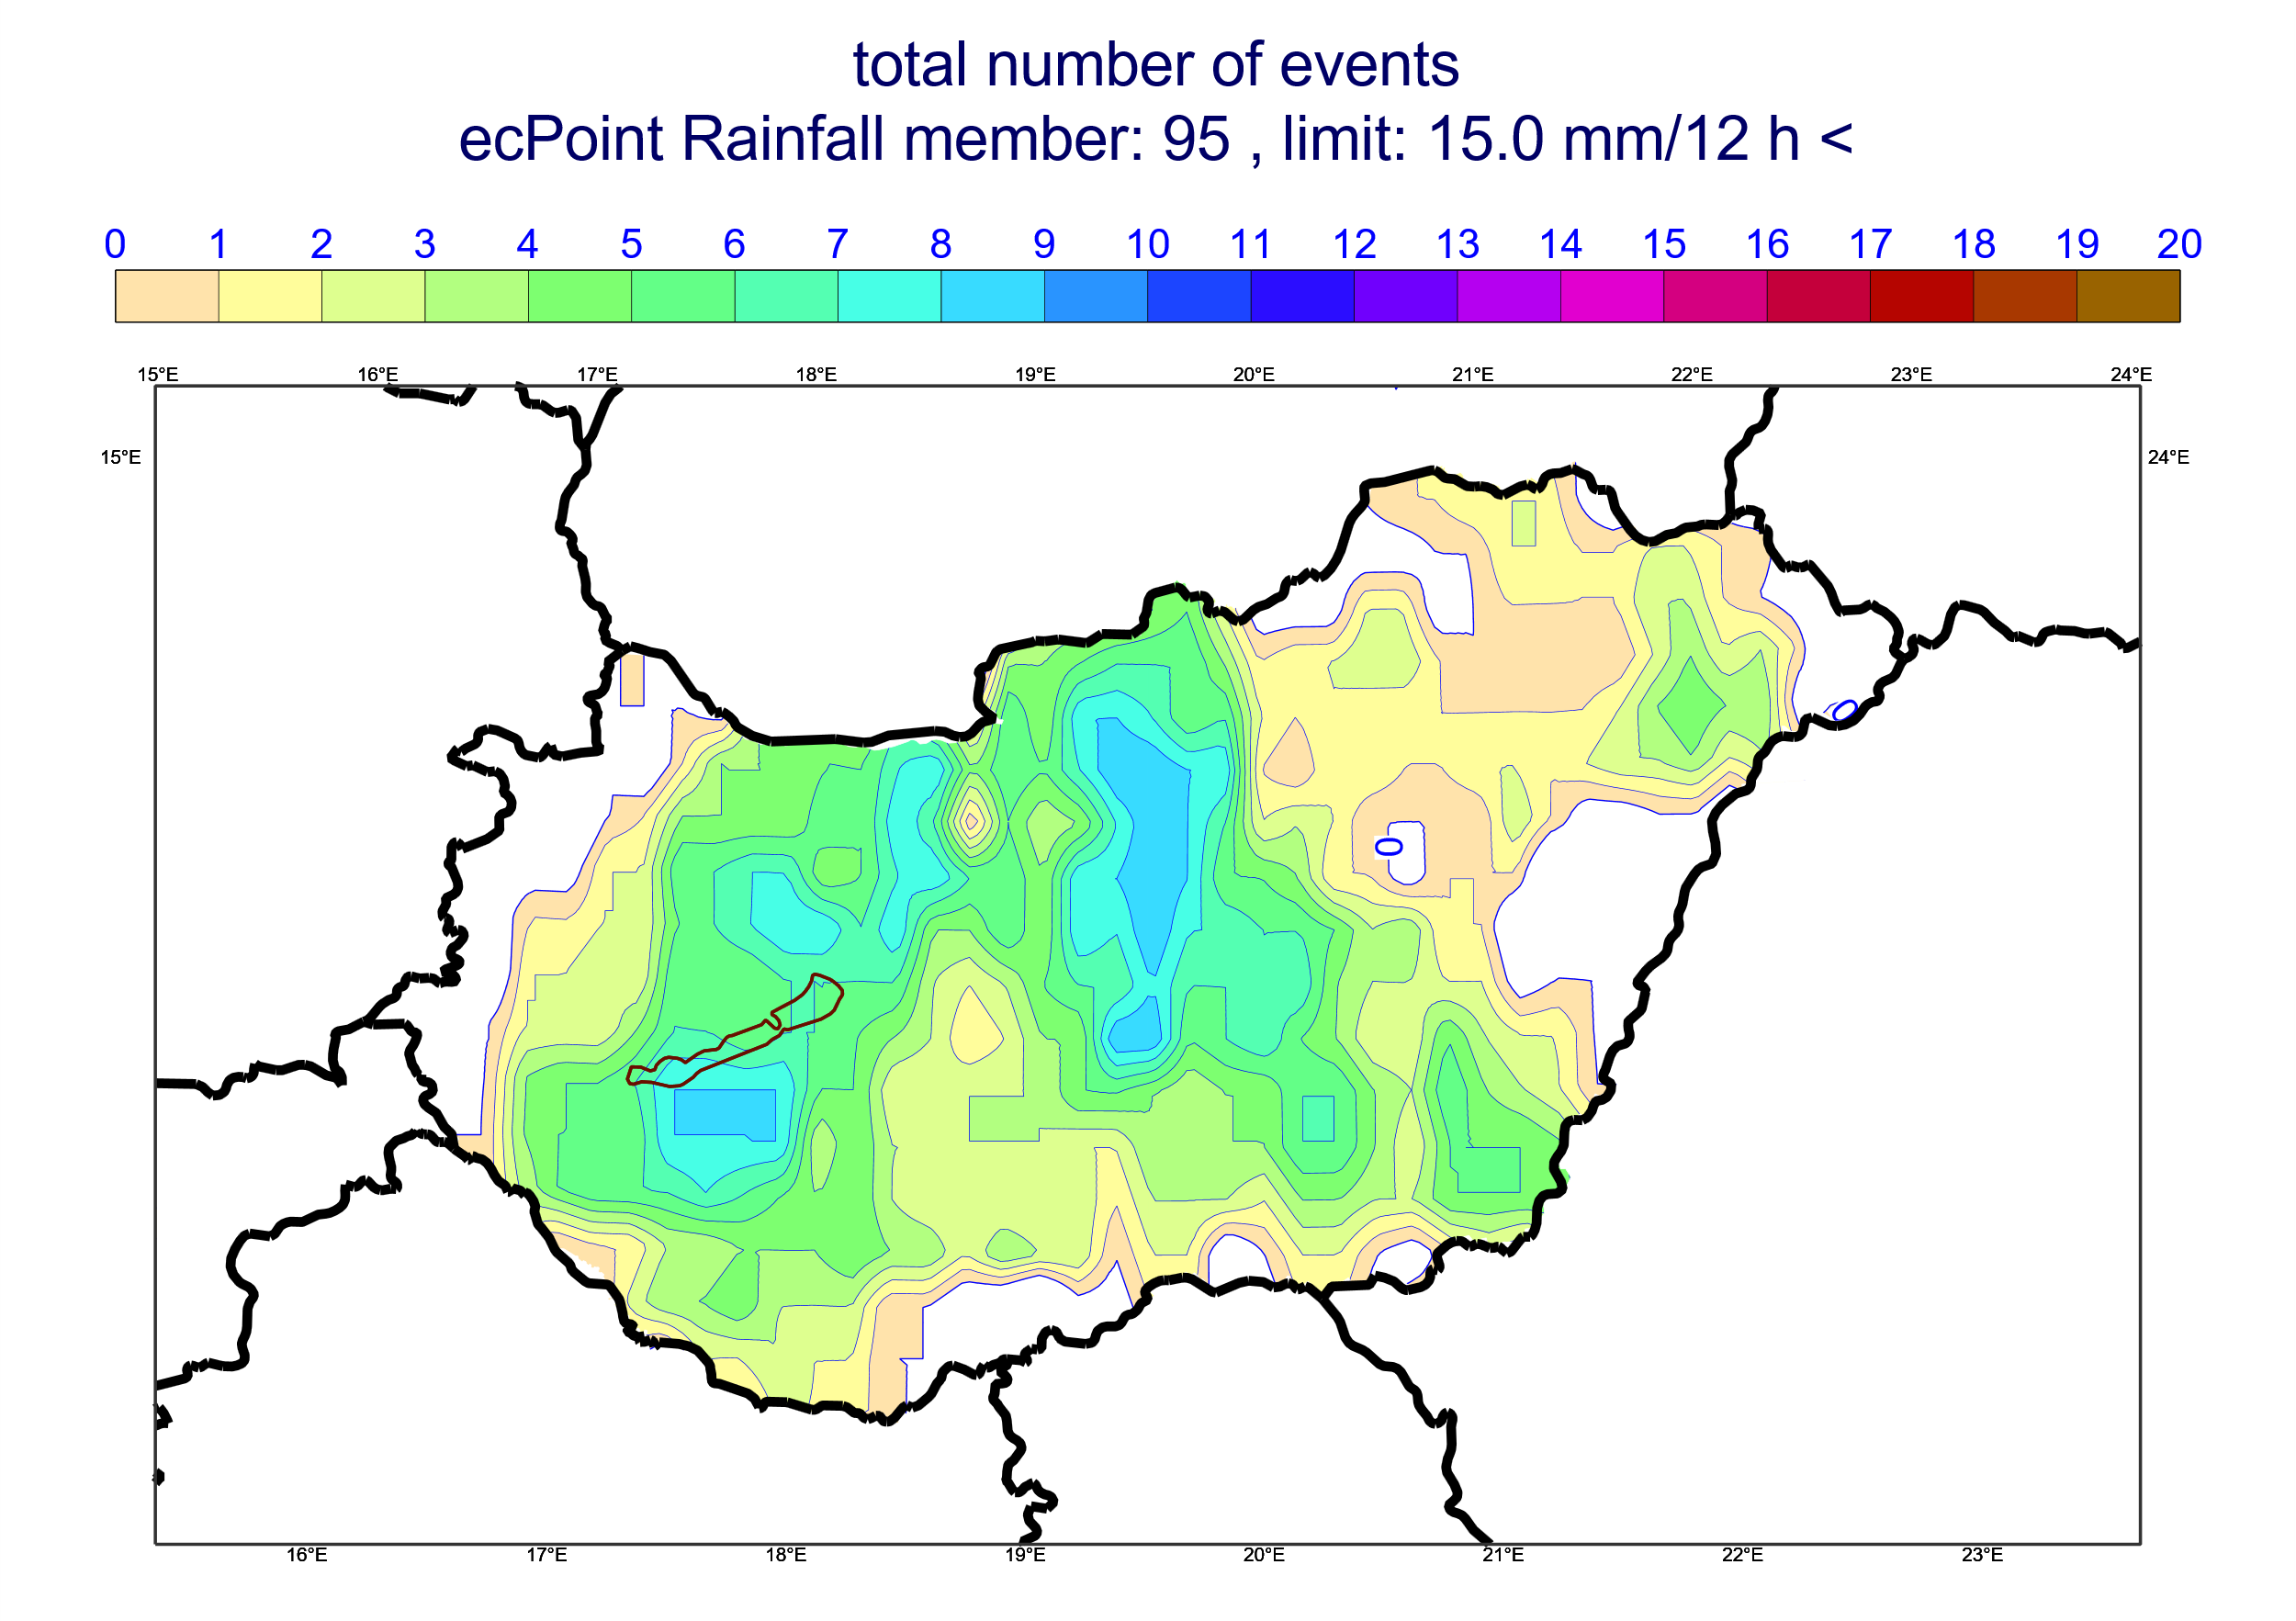 total number of events
ecPoint Rainfall member: 95 , limit: 15.0 mm/12 h <
0 1 2 3 4 5 6 7 8 9 10 11 12 13 14 15 16 17 18 19 20
15°E 16°E 17°E 18°E 19°E 20°E 21°E 22°E 23°E 24°E
15°E 24°E
0
0
16°E 17°E 18°E 19°E 20°E 21°E 22°E 23°E